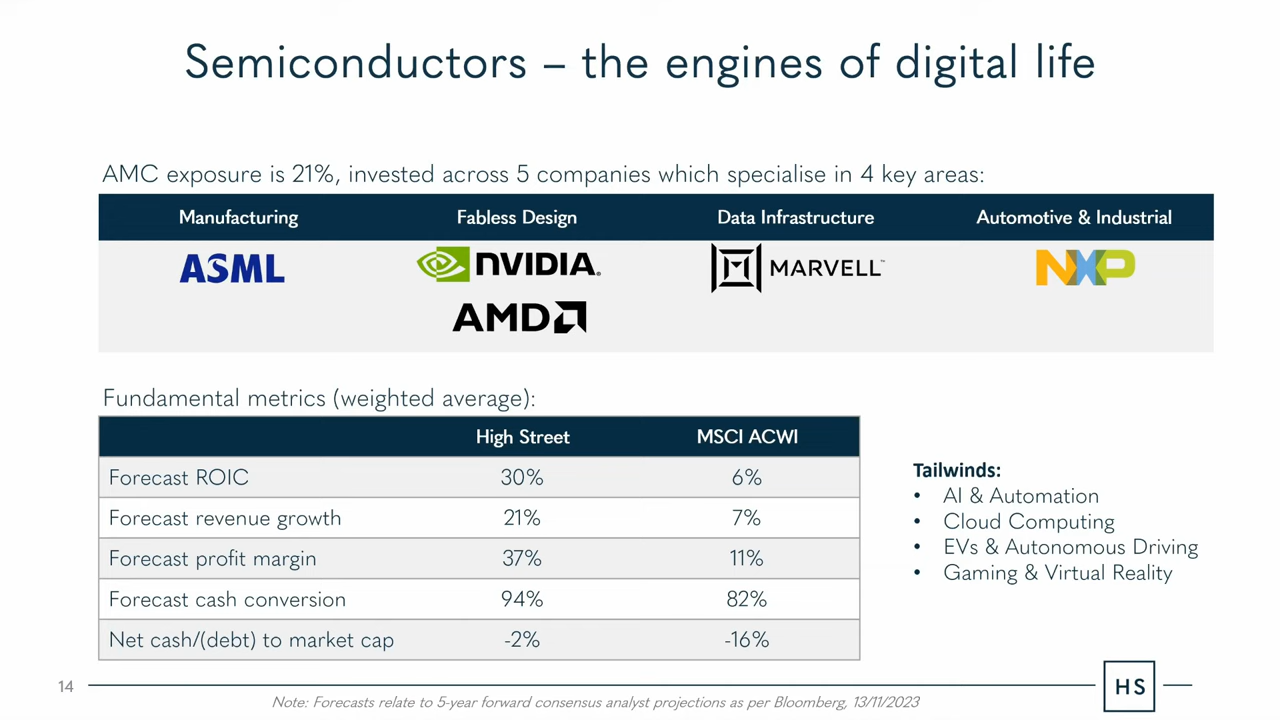 Semiconductors – the engines of digital life
AMC exposure is 21%, invested across 5 companies which specialise in 4 key areas:
Manufacturing Fabless Design Data Infrastructure Automotive & Industrial
ASML NVIDIA. MARVELL™ NXP
AMD
Fundamental metrics (weighted average):
High Street MSCI ACWI
Forecast ROIC 30% 6%
Forecast revenue growth 21% 7%
Forecast profit margin 37% 11%
Forecast cash conversion 94% 82%
Net cash/(debt) to market cap -2% -16%
Tailwinds:
• AI & Automation
• Cloud Computing
• EVs & Autonomous Driving
• Gaming & Virtual Reality
14
Note: Forecasts relate to 5-year forward consensus analyst projections as per Bloomberg, 13/11/2023
HS